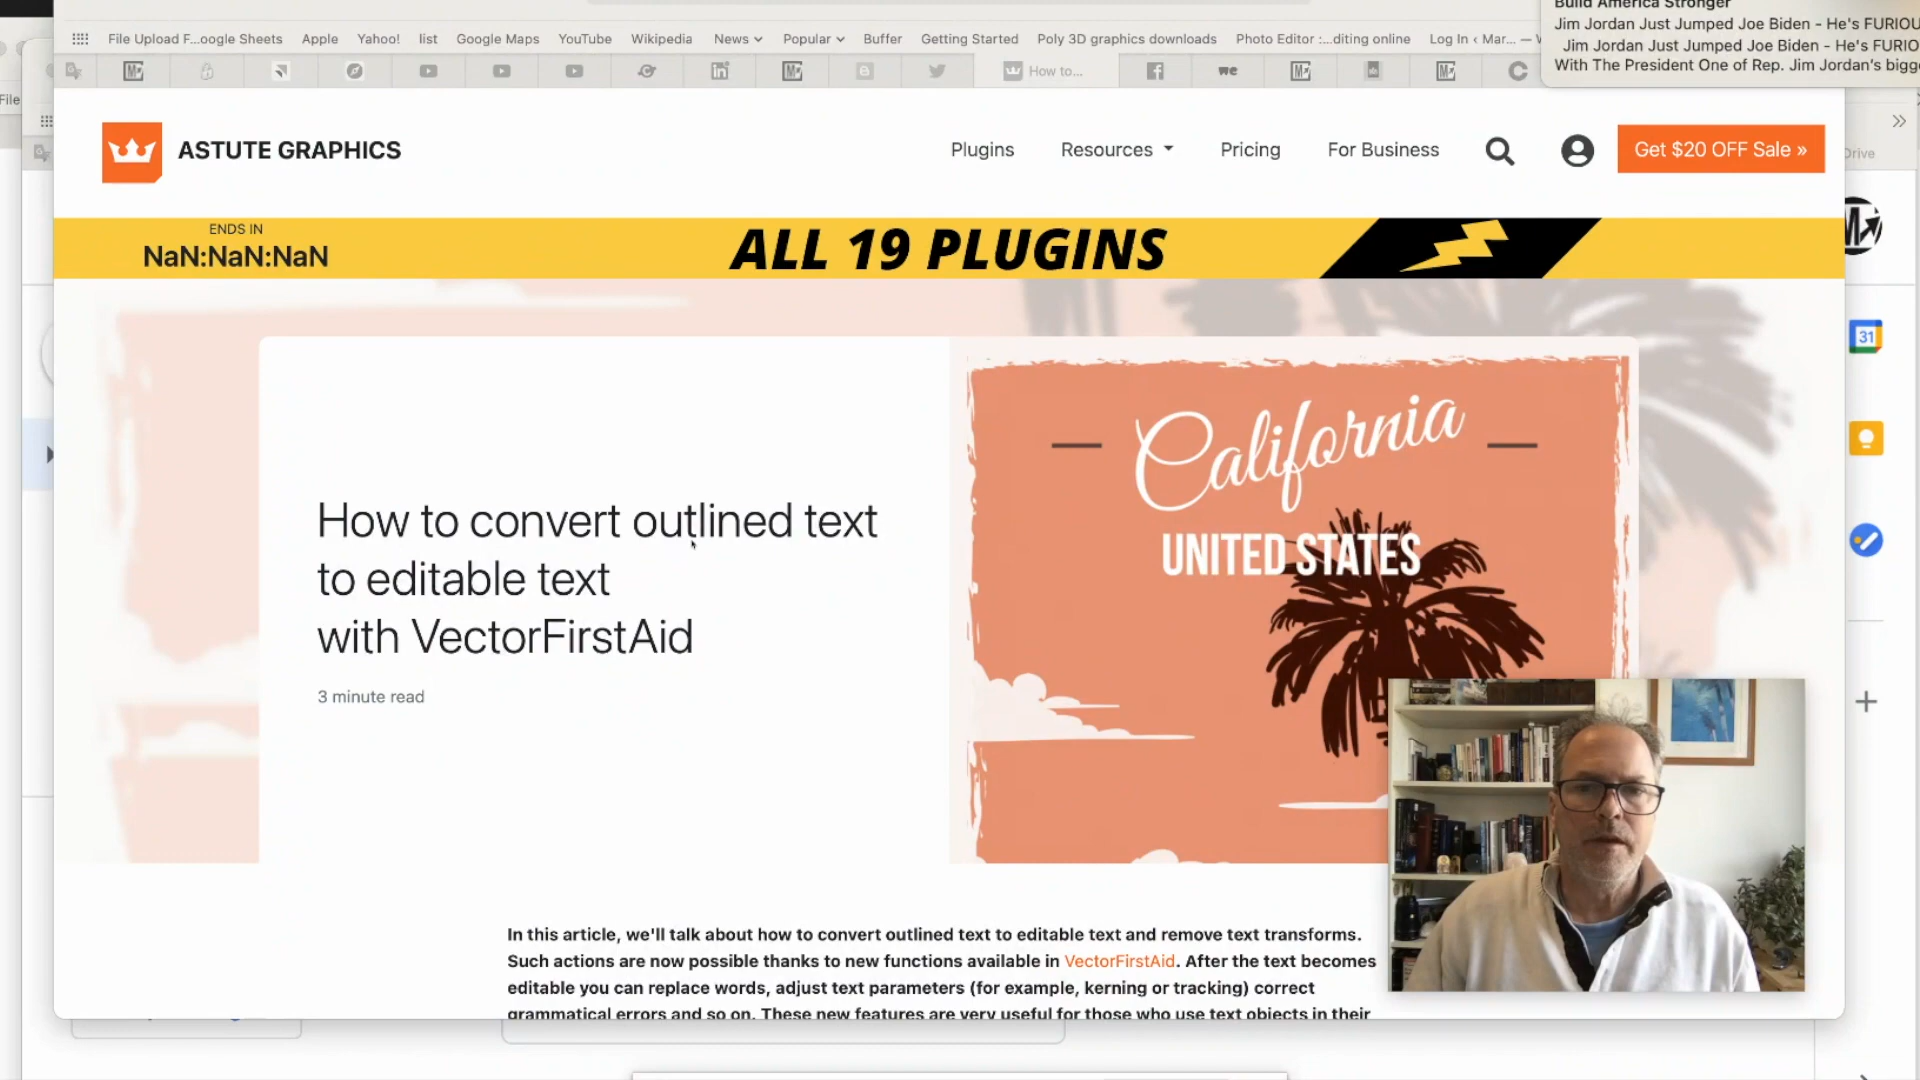 Build America Stronger
Jim Jordan Just Jumped Joe Biden - He's FURIOU
Jim Jordan Just Jumped Joe Biden - He's FURIO
With The President One of Rep. Jim Jordan's bigge
File Upload F...oogle Sheets Apple Yahoo! list Google Maps YouTube Wikipedia News Popular Buffer Getting Started Poly 3D graphics downloads Photo Editor :...diting online Log In ‹ Mar... —
How to...
File
ASTUTE GRAPHICS
Plugins Resources Pricing For Business
Get $20 OFF Sale »
Drive
ENDS IN
NaN:NaN:NaN
ALL 19 PLUGINS
31
California
UNITED STATES
How to convert outlined text
to editable text
with VectorFirstAid
3 minute read
In this article, we'll talk about how to convert outlined text to editable text and remove text transforms.
Such actions are now possible thanks to new functions available in VectorFirstAid. After the text becomes
editable you can replace words, adjust text parameters (for example, kerning or tracking) correct
grammatical errors and so on. These new features are very useful for those who use text objects in their